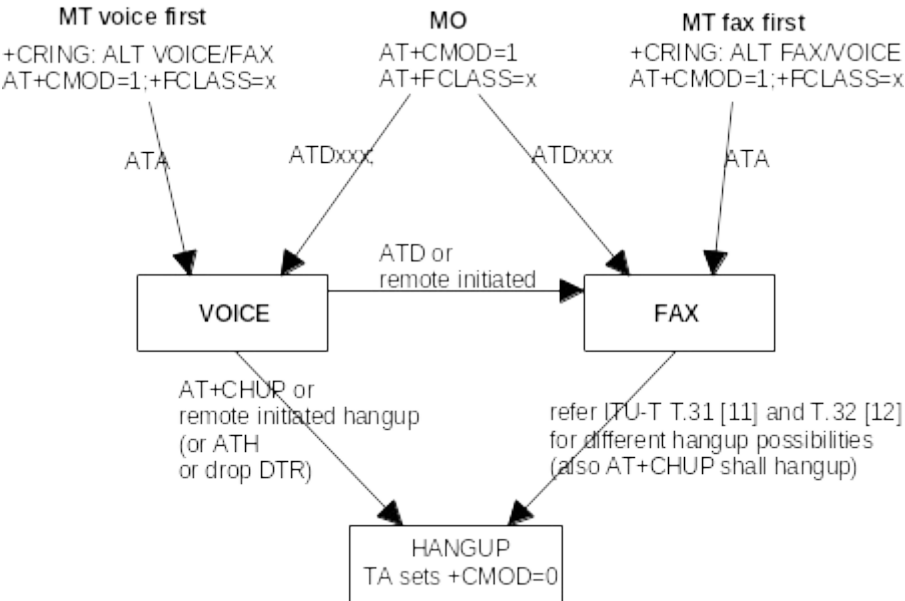 MT voice first
+CRING: ALT VOICE/FAX
AT+CMOD=1;+FCLASS=x
MO
AT+CMOD=1
AT+FCLASS=x
MT fax first
+CRING: ALT FAX/VOICE
AT+CMOD=1;+FCLASS=x
ATA
ATDxxx;
ATDxxx
ATA
ATD or
remote initiated
VOICE
FAX
AT+CHUP or
remote initiated hangup
(or ATH
or drop DTR)
refer ITU-T T.31 [11] and T.32 [12]
for different hangup possibilities
(also AT+CHUP shall hangup)
HANGUP
TA sets +CMOD=0